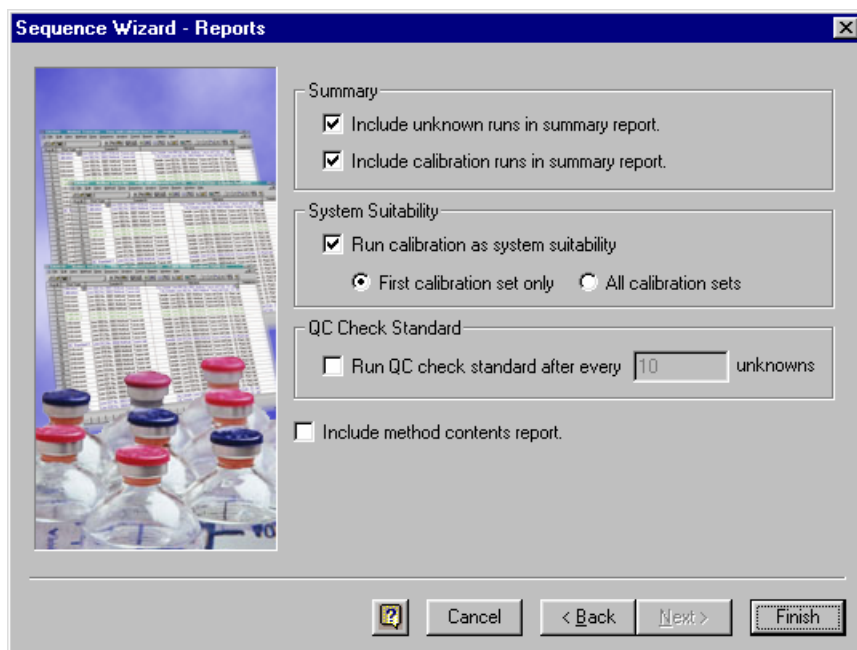 Sequence Wizard - Reports
Summary
Include unknown runs in summary report.
Include calibration runs in summary report.
System Suitability
Run calibration as system suitability
First calibration set only All calibration sets
QC Check Standard
Run QC check standard after every 10 unknowns
Include method contents report.
Cancel < Back Next > Finish